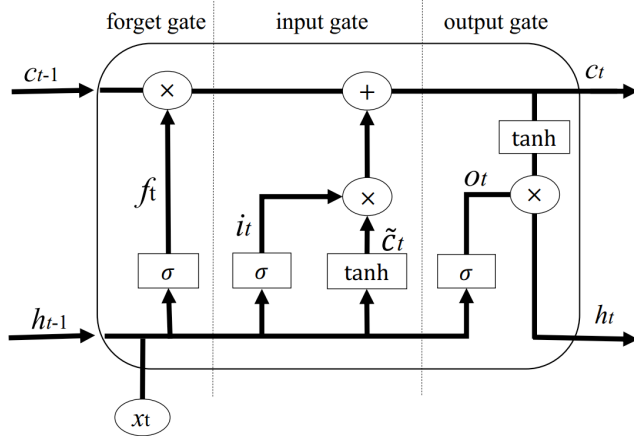 forget gate input gate output gate
cₜ₋₁ cₜ
× +
tanh
fₜ iₜ × oₜ ×
c̃ₜ
σ σ tanh σ
hₜ₋₁ hₜ
xₜ